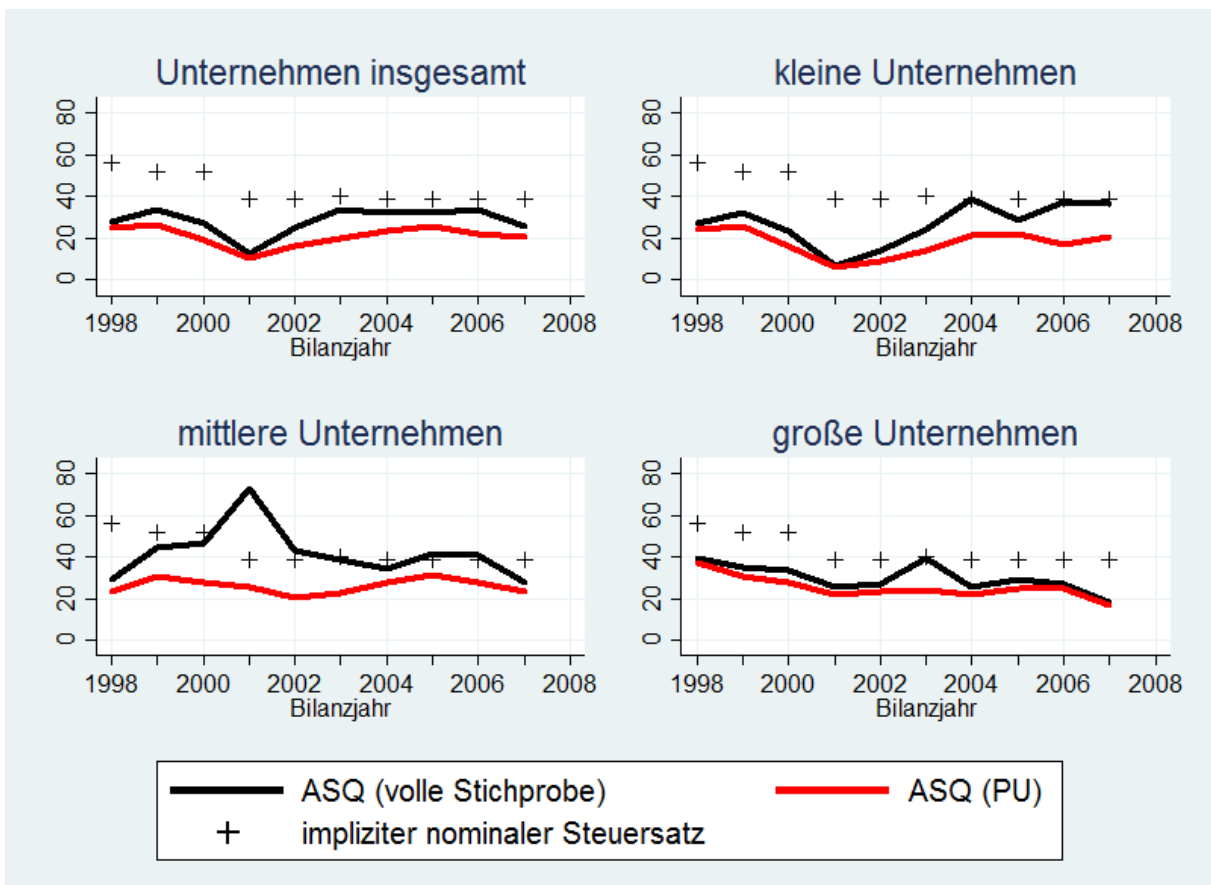 Unternehmen insgesamt
80
60
40
20
0
1998 2000 2002 2004 2006 2008
Bilanzjahr
kleine Unternehmen
80
60
40
20
0
1998 2000 2002 2004 2006 2008
Bilanzjahr
mittlere Unternehmen
80
60
40
20
0
1998 2000 2002 2004 2006 2008
Bilanzjahr
große Unternehmen
80
60
40
20
0
1998 2000 2002 2004 2006 2008
Bilanzjahr
ASQ (volle Stichprobe) ASQ (PU)
impliziter nominaler Steuersatz